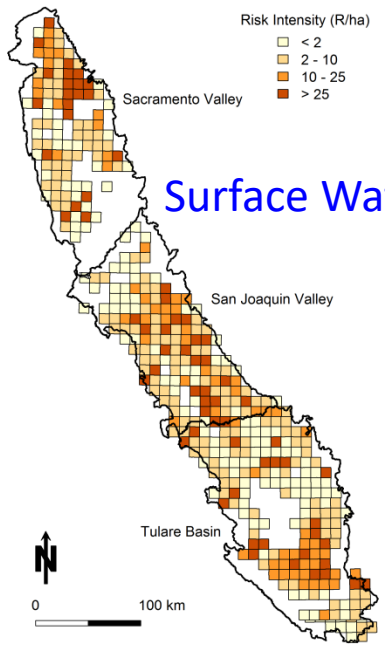 Risk Intensity (R/ha)
< 2
2 - 10
10 - 25
> 25
Sacramento Valley
Surface Wa
San Joaquin Valley
Tulare Basin
N
0 100 km